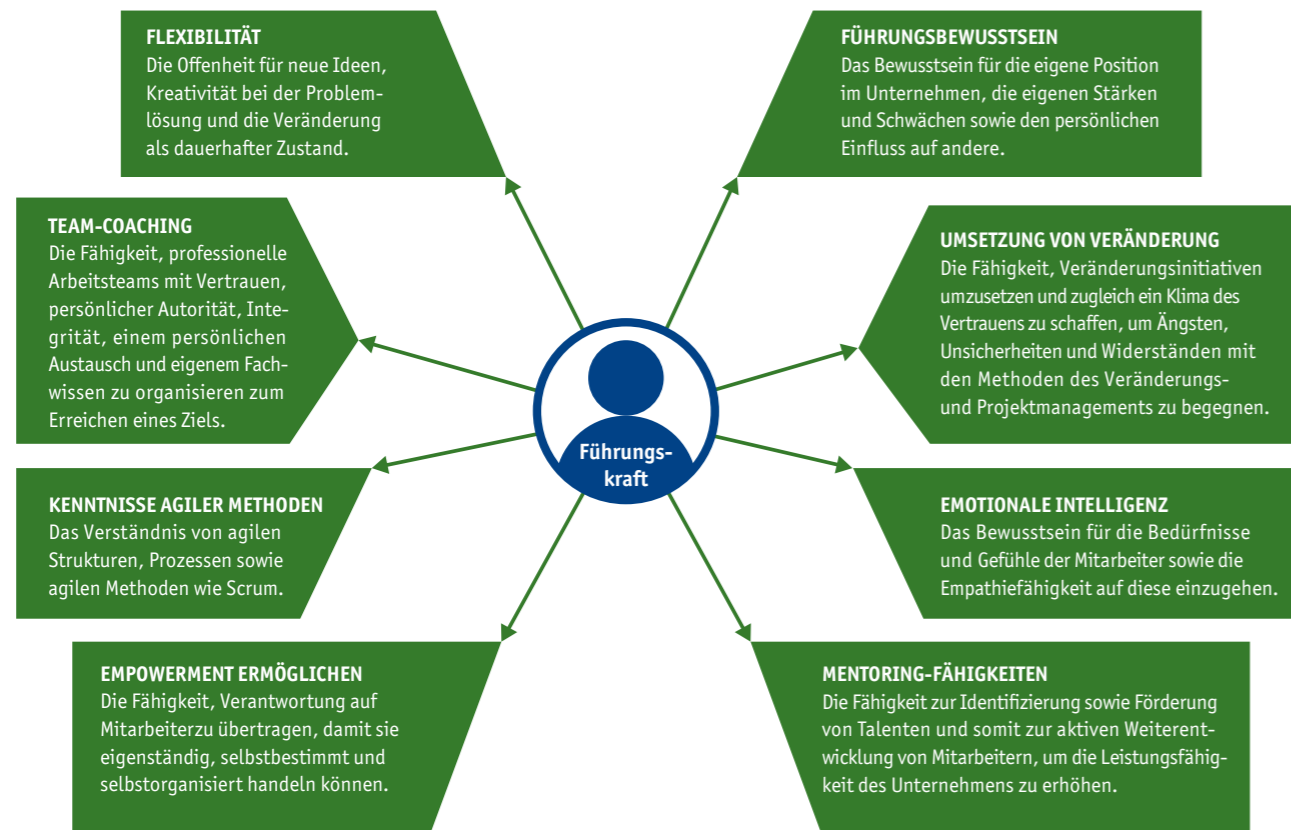 FLEXIBILITÄT
Die Offenheit für neue Ideen,
Kreativität bei der Problem-
lösung und die Veränderung
als dauerhafter Zustand.
FÜHRUNGSBEWUSSTSEIN
Das Bewusstsein für die eigene Position
im Unternehmen, die eigenen Stärken
und Schwächen sowie den persönlichen
Einfluss auf andere.
TEAM-COACHING
Die Fähigkeit, professionelle
Arbeitsteams mit Vertrauen,
persönlicher Autorität, Inte-
grität, einem persönlichen
Austausch und eigenem Fach-
wissen zu organisieren zum
Erreichen eines Ziels.
UMSETZUNG VON VERÄNDERUNG
Die Fähigkeit, Veränderungsinitiativen
umzusetzen und zugleich ein Klima des
Vertrauens zu schaffen, um Ängsten,
Unsicherheiten und Widerständen mit
den Methoden des Veränderungs-
und Projektmanagements zu begegnen.
Führungs-
kraft
KENNTNISSE AGILER METHODEN
Das Verständnis von agilen
Strukturen, Prozessen sowie
agilen Methoden wie Scrum.
EMOTIONALE INTELLIGENZ
Das Bewusstsein für die Bedürfnisse
und Gefühle der Mitarbeiter sowie die
Empathiefähigkeit auf diese einzugehen.
EMPOWERMENT ERMÖGLICHEN
Die Fähigkeit, Verantwortung auf
Mitarbeiterzu übertragen, damit sie
eigenständig, selbstbestimmt und
selbstorganisiert handeln können.
MENTORING-FÄHIGKEITEN
Die Fähigkeit zur Identifizierung sowie Förderung
von Talenten und somit zur aktiven Weiterent-
wicklung von Mitarbeitern, um die Leistungsfähig-
keit des Unternehmens zu erhöhen.